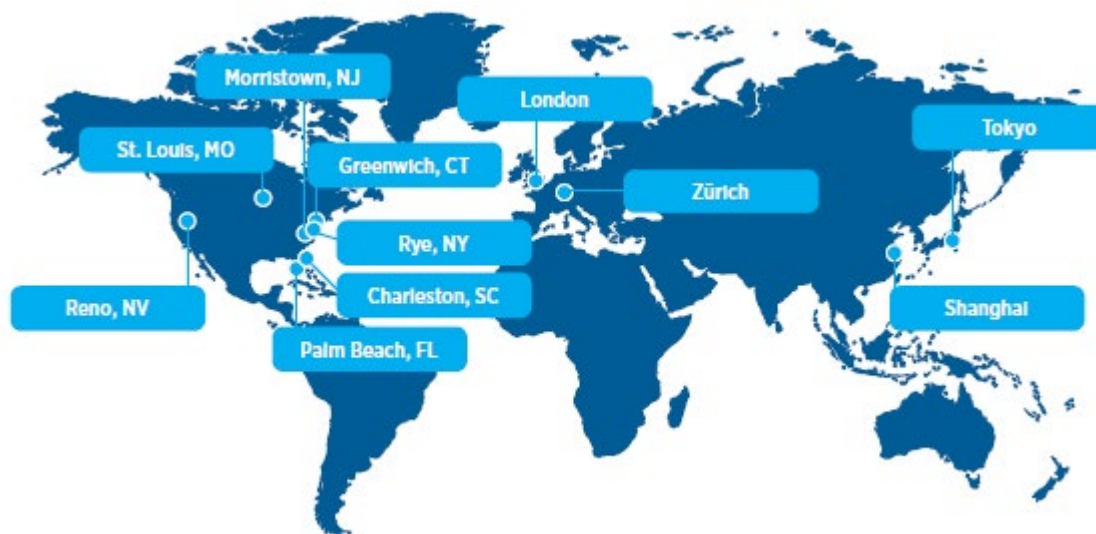 Morristown, NJ
London
Tokyo
St. Louis, MO
Greenwich, CT
Zürich
Rye, NY
Reno, NV
Charleston, SC
Shanghai
Palm Beach, FL